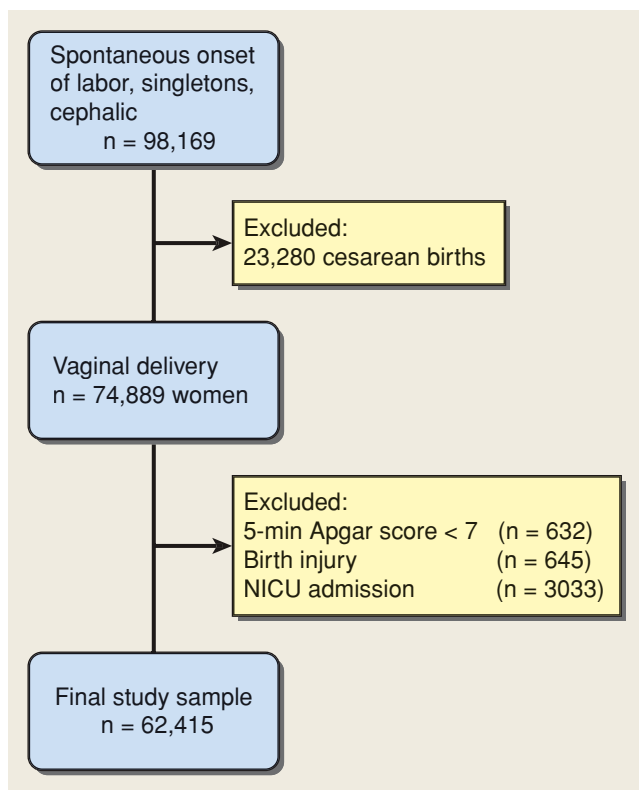 Spontaneous onset
of labor, singletons,
cephalic
n = 98,169
Excluded:
23,280 cesarean births
Vaginal delivery
n = 74,889 women
Excluded:
5-min Apgar score < 7 (n = 632)
Birth injury (n = 645)
NICU admission (n = 3033)
Final study sample
n = 62,415